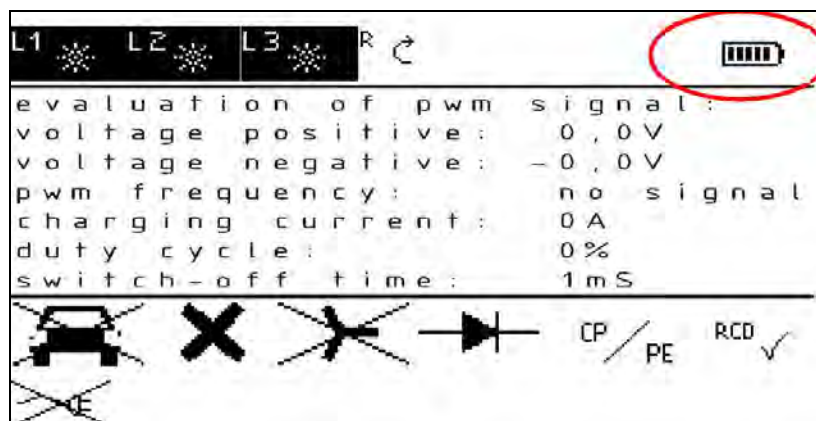 L1 L2 L3 R
evaluation of pwm signal:
voltage positive: 0,0V
voltage negative: -0,0V
pwm frequency: no signal
charging current: 0A
duty cycle: 0%
switch-off time: 1mS
CP/PE RCD